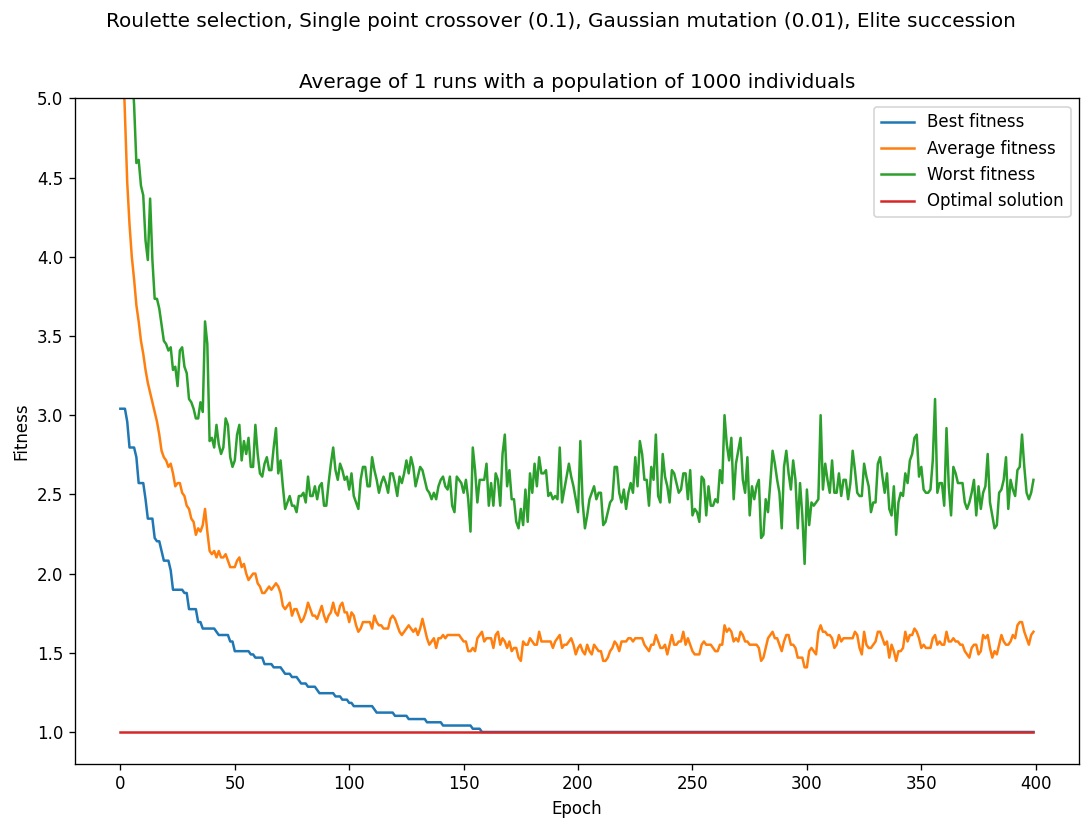 Roulette selection, Single point crossover (0.1), Gaussian mutation (0.01), Elite succession
Average of 1 runs with a population of 1000 individuals
Best fitness
Average fitness
Worst fitness
Optimal solution
5.0
4.5
4.0
3.5
3.0
2.5
2.0
1.5
1.0
Fitness
0
50
100
150
200
250
300
350
400
Epoch